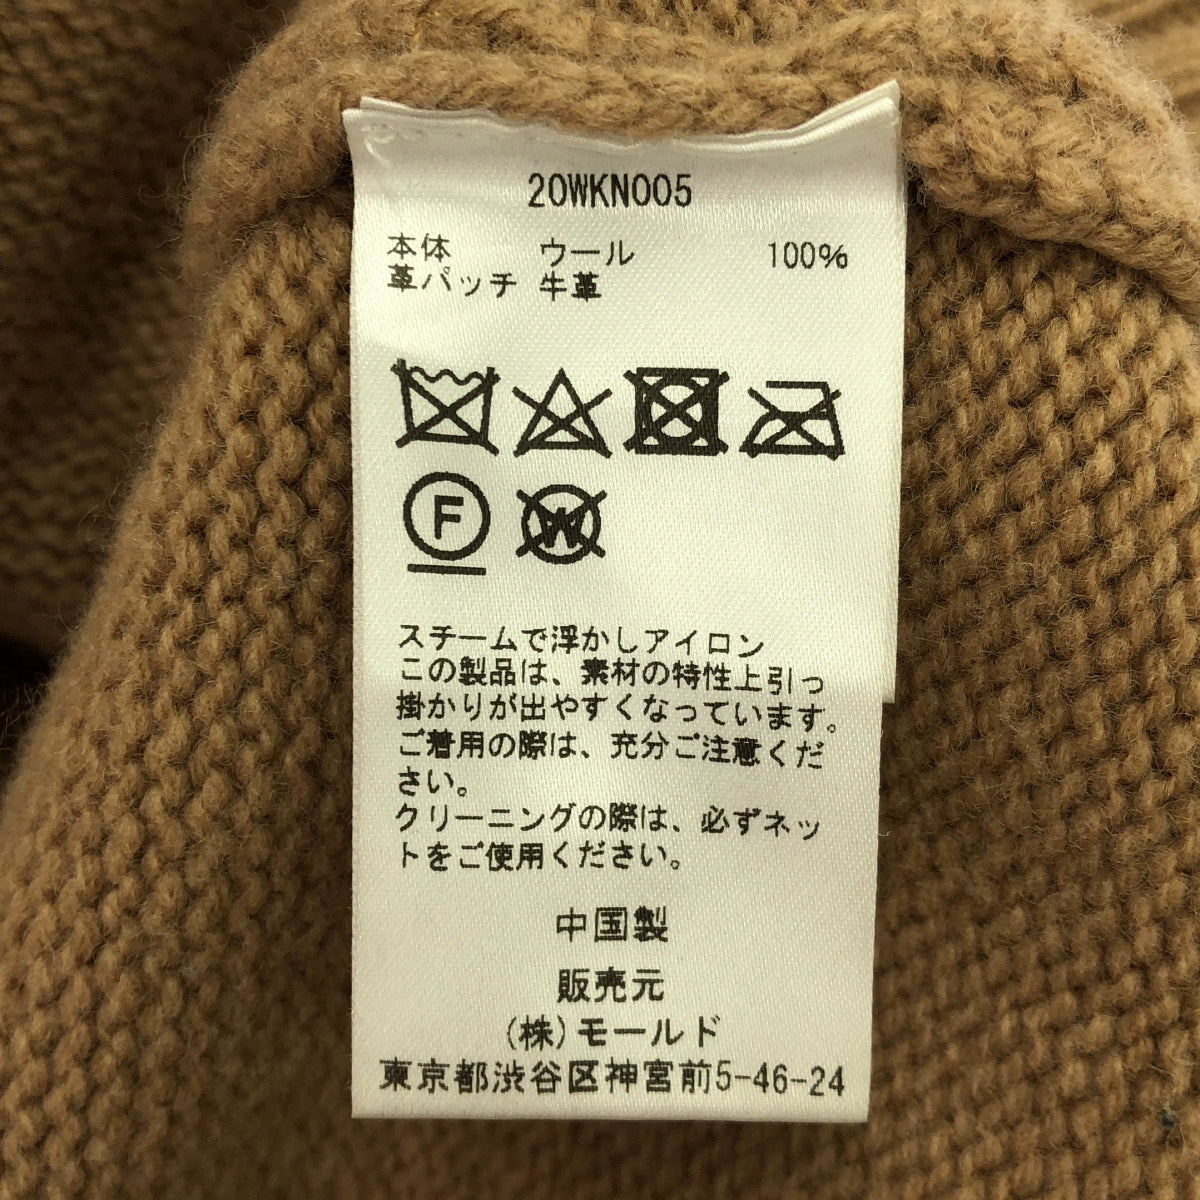 20WKN005
本体 ウール 100%
革パッチ 牛革
F
W
スチームで浮かしアイロン
この製品は、素材の特性上引っ
掛かりが出やすくなっています。
ご着用の際は、充分ご注意くだ
さい。
クリーニングの際は、必ずネッ
トをご使用ください。
中国製
販売元
(株)モールド
東京都渋谷区神宮前5-46-24